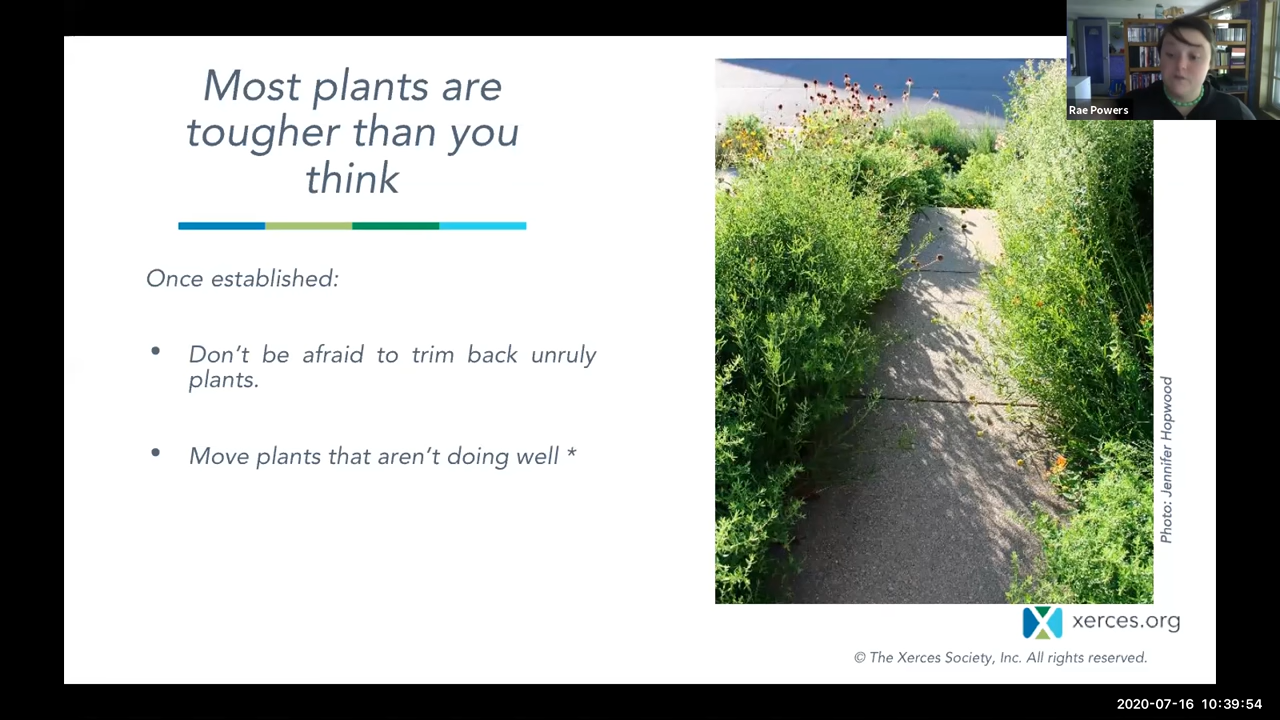 Most plants are
tougher than you
think
Once established:
• Don’t be afraid to trim back unruly
plants.
• Move plants that aren’t doing well *
Rae Powers
Photo: Jennifer Hopwood
xerces.org
© The Xerces Society, Inc. All rights reserved.
2020-07-16 10:39:54